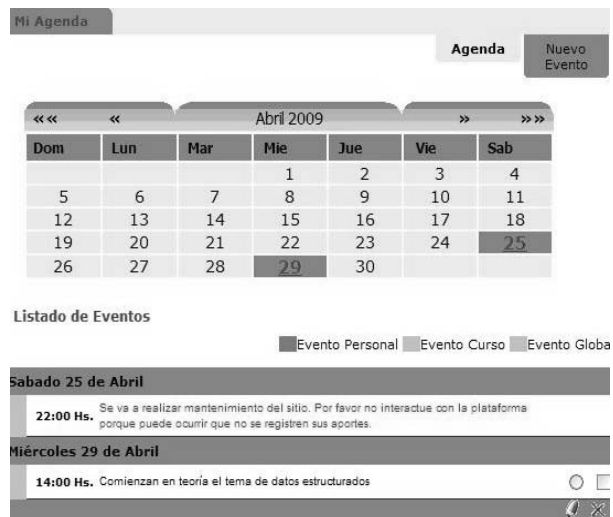 Mi Agenda
Agenda
Nuevo
Evento
«« « Abril 2009 » »»
Dom Lun Mar Mie Jue Vie Sab
1 2 3 4
5 6 7 8 9 10 11
12 13 14 15 16 17 18
19 20 21 22 23 24 25
26 27 28 29 30
Listado de Eventos
Evento Personal Evento Curso Evento Globa
Sabado 25 de Abril
22:00 Hs. Se va a realizar mantenimiento del sitio. Por favor no interactue con la plataforma
porque puede ocurrir que no se registren sus aportes.
Miércoles 29 de Abril
14:00 Hs. Comienzan en teoría el tema de datos estructurados